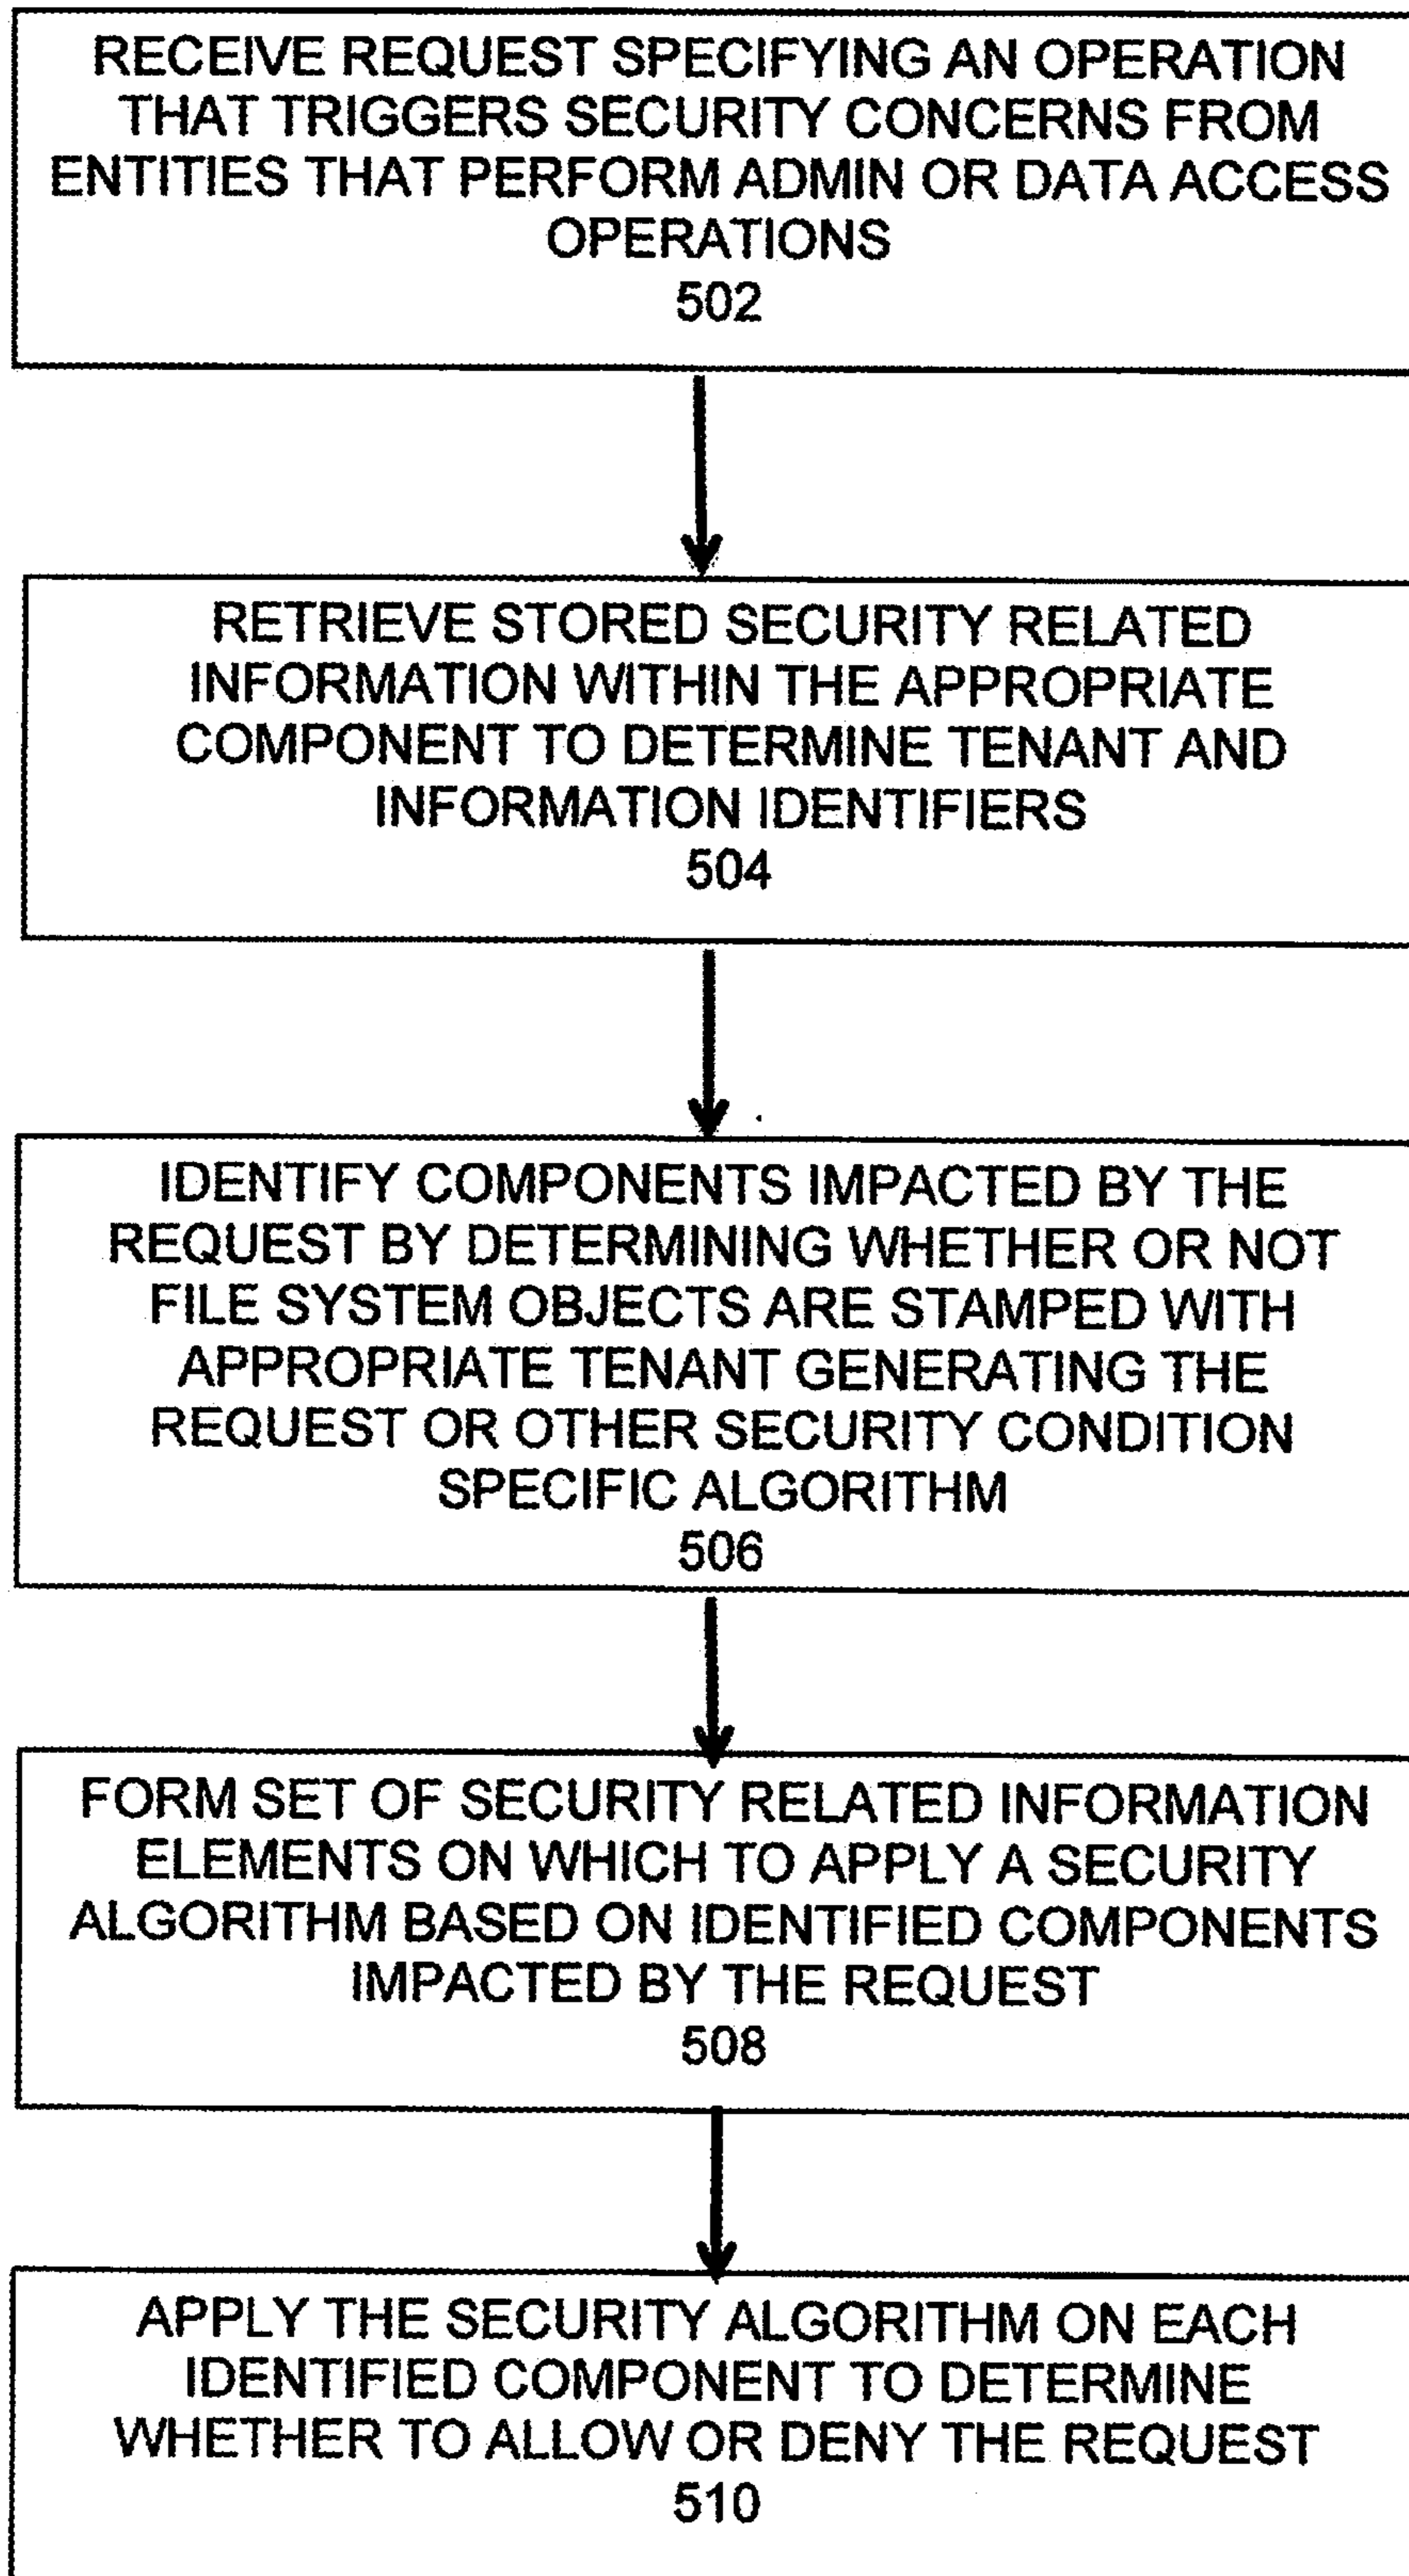 RECEIVE REQUEST SPECIFYING AN OPERATION
THAT TRIGGERS SECURITY CONCERNS FROM
ENTITIES THAT PERFORM ADMIN OR DATA ACCESS
OPERATIONS
502
RETRIEVE STORED SECURITY RELATED
INFORMATION WITHIN THE APPROPRIATE
COMPONENT TO DETERMINE TENANT AND
INFORMATION IDENTIFIERS
504
IDENTIFY COMPONENTS IMPACTED BY THE
REQUEST BY DETERMINING WHETHER OR NOT
FILE SYSTEM OBJECTS ARE STAMPED WITH
APPROPRIATE TENANT GENERATING THE
REQUEST OR OTHER SECURITY CONDITION
SPECIFIC ALGORITHM
506
FORM SET OF SECURITY RELATED INFORMATION
ELEMENTS ON WHICH TO APPLY A SECURITY
ALGORITHM BASED ON IDENTIFIED COMPONENTS
IMPACTED BY THE REQUEST
508
APPLY THE SECURITY ALGORITHM ON EACH
IDENTIFIED COMPONENT TO DETERMINE
WHETHER TO ALLOW OR DENY THE REQUEST
510